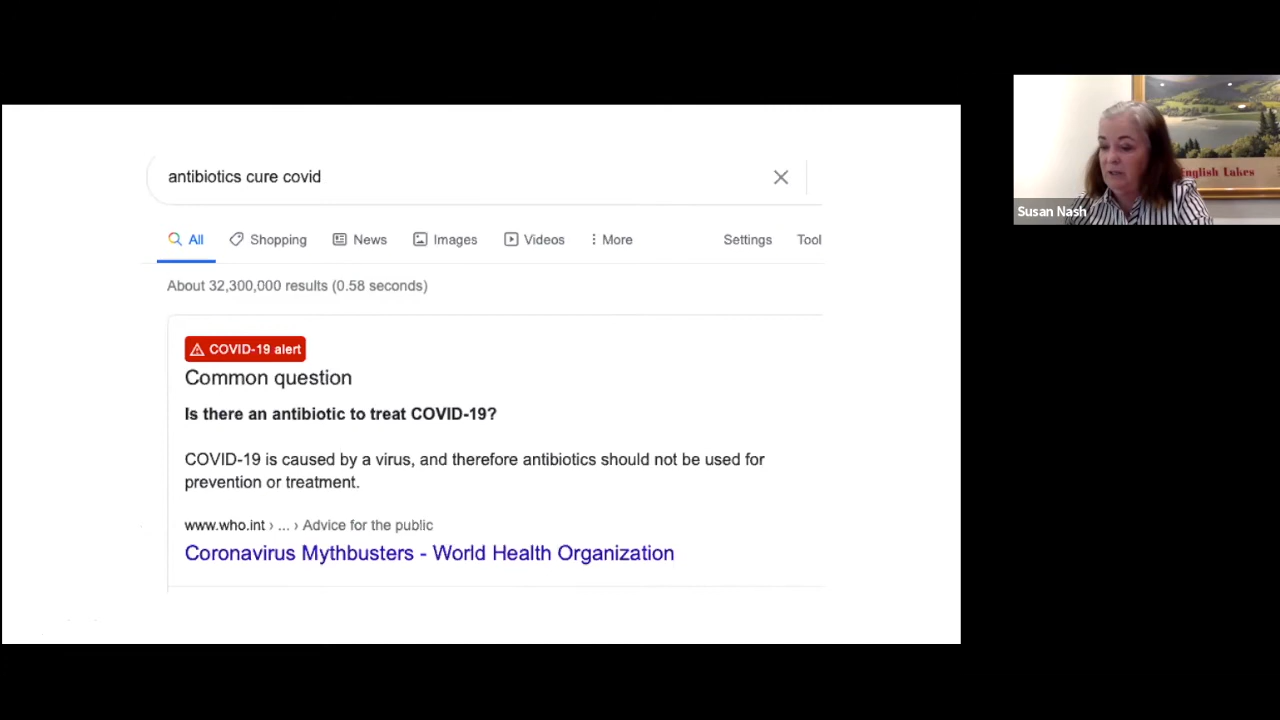 antibiotics cure covid
All Shopping News Images Videos More Settings Tool
About 32,300,000 results (0.58 seconds)
COVID-19 alert
Common question
Is there an antibiotic to treat COVID-19?
COVID-19 is caused by a virus, and therefore antibiotics should not be used for
prevention or treatment.
www.who.int › ... › Advice for the public
Coronavirus Mythbusters - World Health Organization
English Lakes
Susan Nash